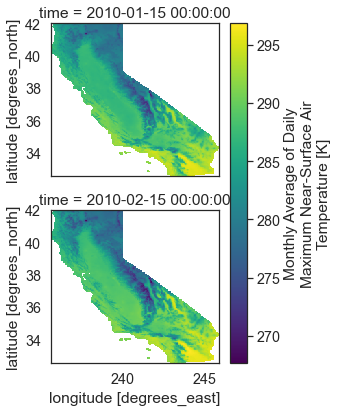 time = 2010-01-15 00:00:00
42
40
38
36
34
latitude [degrees_north]
time = 2010-02-15 00:00:00
42
40
38
36
34
latitude [degrees_north]
240
245
longitude [degrees_east]
295
290
285
280
275
270
Monthly Average of Daily
Maximum Near-Surface Air
Temperature [K]